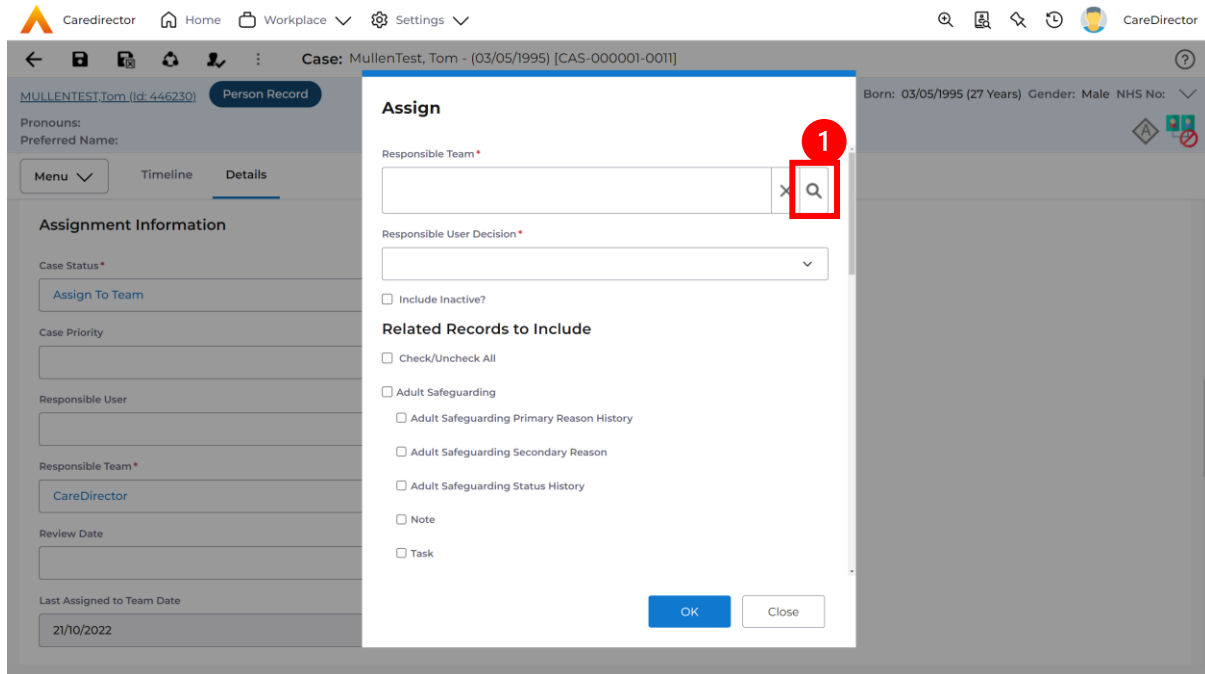 Caredirector Home Workplace Settings CareDirector
Case: MullenTest, Tom - (03/05/1995) [CAS-000001-0011]
MULLENTEST,Tom (Id: 446230) Person Record Born: 03/05/1995 (27 Years) Gender: Male NHS No:
Pronouns:
Preferred Name:
Menu Timeline Details
Assignment Information
Case Status*
Assign To Team
Case Priority
Responsible User
Responsible Team*
CareDirector
Review Date
Last Assigned to Team Date
21/10/2022
Assign
1
Responsible Team*
Responsible User Decision*
Include Inactive?
Related Records to Include
Check/Uncheck All
Adult Safeguarding
Adult Safeguarding Primary Reason History
Adult Safeguarding Secondary Reason
Adult Safeguarding Status History
Note
Task
OK Close
A